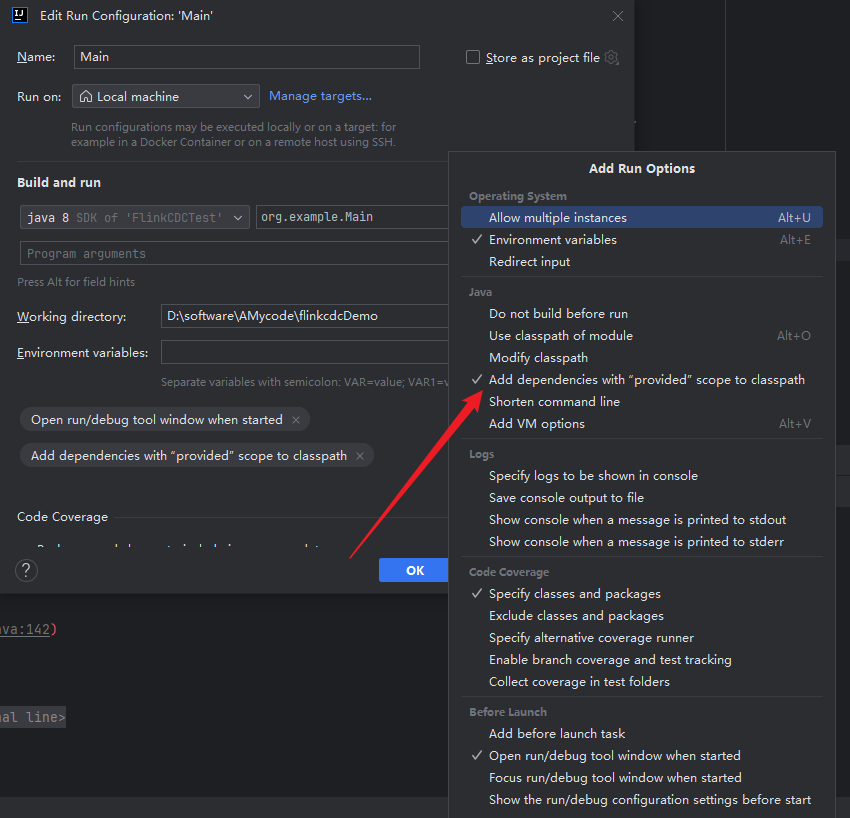 Edit Run Configuration: 'Main'
Name:
Main
Store as project file
Run on:
Local machine
Manage targets...
Run configurations may be executed locally or on a target: for
example in a Docker Container or on a remote host using SSH.
Build and run
java 8 SDK of 'FlinkCDCTest'
org.example.Main
Program arguments
Press Alt for field hints
Working directory:
D:\software\AMycode\flinkcdcDemo
Environment variables:
Separate variables with semicolon: VAR=value; VAR1=v
Open run/debug tool window when started ×
Add dependencies with “provided” scope to classpath ×
Code Coverage
?
OK
ava:142)
al line>
Add Run Options
Operating System
Allow multiple instances Alt+U
✓ Environment variables Alt+E
Redirect input
Java
Do not build before run
Use classpath of module Alt+O
Modify classpath
✓ Add dependencies with “provided” scope to classpath
Shorten command line
Add VM options Alt+V
Logs
Specify logs to be shown in console
Save console output to file
Show console when a message is printed to stdout
Show console when a message is printed to stderr
Code Coverage
✓ Specify classes and packages
Exclude classes and packages
Specify alternative coverage runner
Enable branch coverage and test tracking
Collect coverage in test folders
Before Launch
Add before launch task
✓ Open run/debug tool window when started
Focus run/debug tool window when started
Show the run/debug configuration settings before start